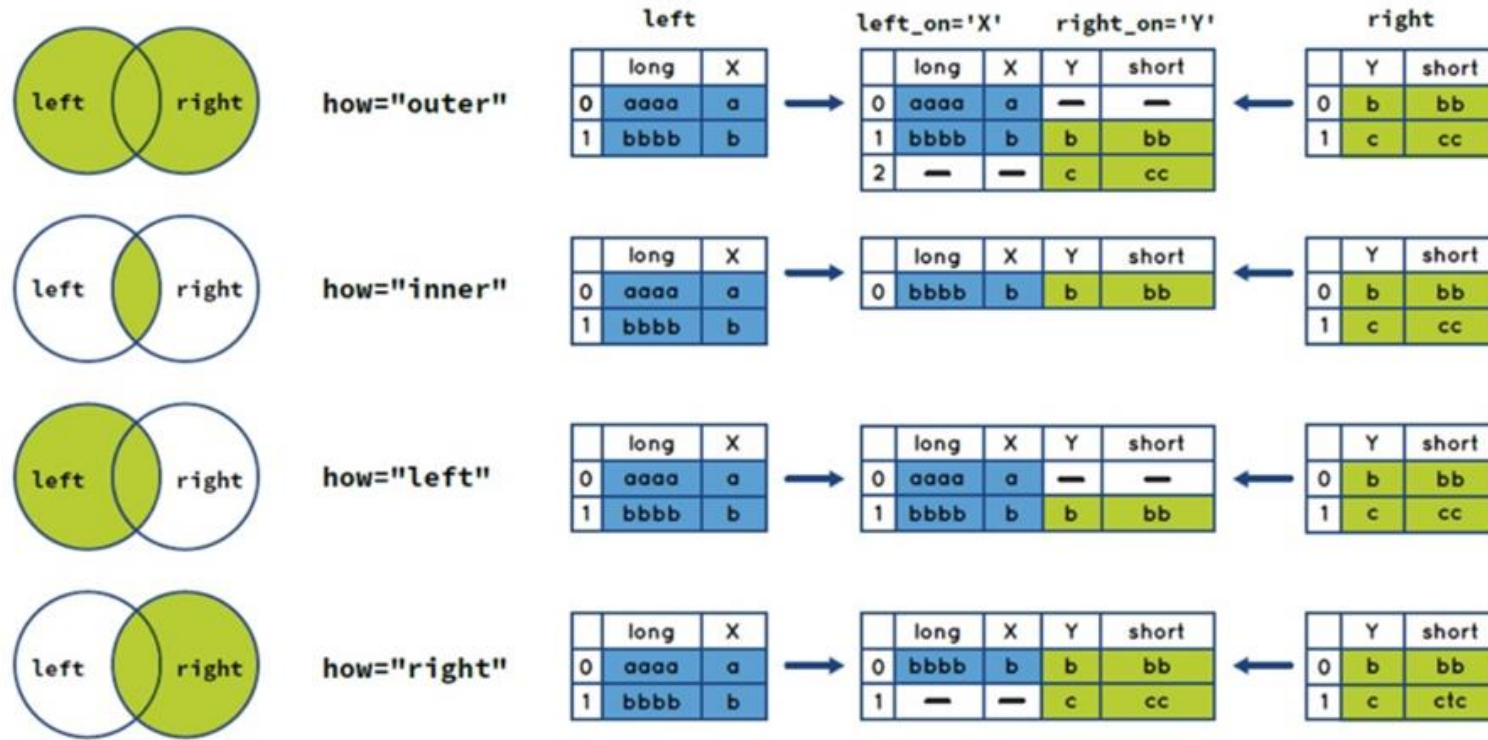 left left_on='X' right_on='Y' right
left right how="outer"
long X long X Y short Y short
0 aaaa a 0 aaaa a — — 0 b bb
1 bbbb b 1 bbbb b b bb 1 c cc
2 — — c cc
left right how="inner"
long X long X Y short Y short
0 aaaa a 0 bbbb b b bb 0 b bb
1 bbbb b 1 c cc
left right how="left"
long X long X Y short Y short
0 aaaa a 0 aaaa a — — 0 b bb
1 bbbb b 1 bbbb b b bb 1 c cc
left right how="right"
long X long X Y short Y short
0 aaaa a 0 bbbb b b bb 0 b bb
1 bbbb b 1 — — c cc 1 c ctc